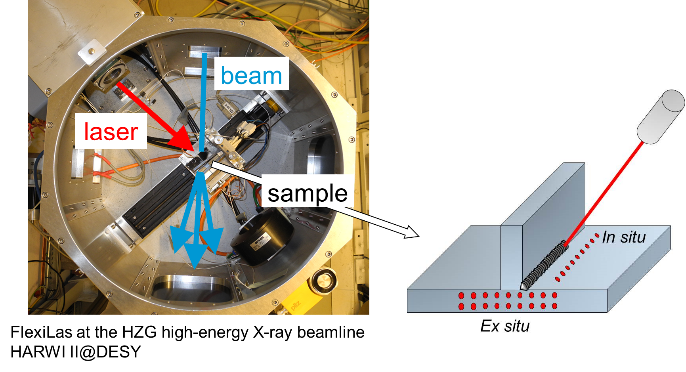 beam
laser
sample
In situ
Ex situ
FlexiLas at the HZG high-energy X-ray beamline
HARWI II@DESY